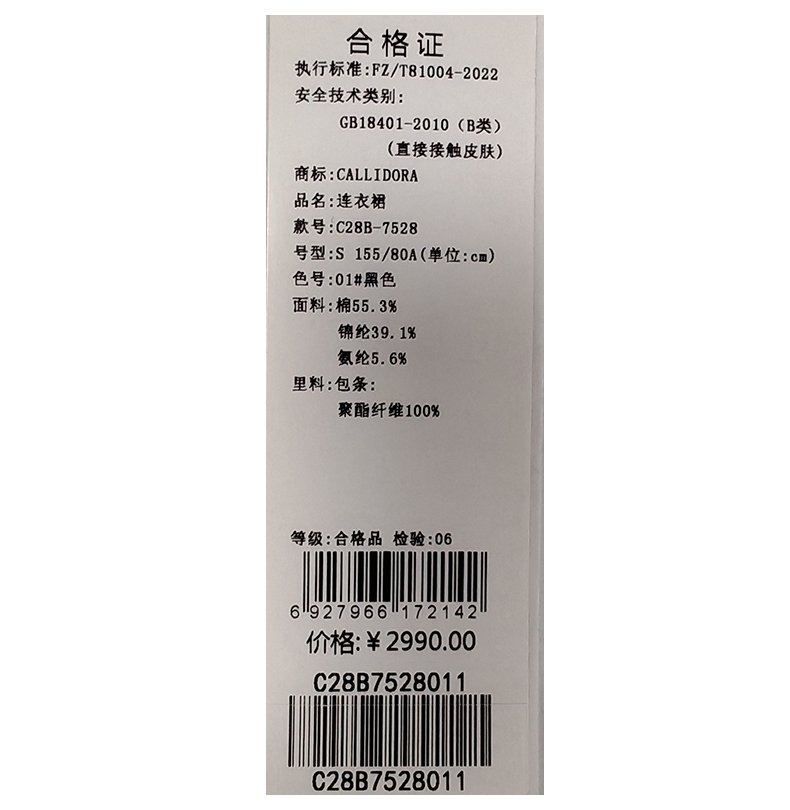 合格证
执行标准:FZ/T81004-2022
安全技术类别:
GB18401-2010（B类）
(直接接触皮肤)
商标:CALLIDORA
品名:连衣裙
款号:C28B-7528
号型:S 155/80A(单位:cm)
色号:01#黑色
面料:棉55.3%
锦纶39.1%
氨纶5.6%
里料:包条:
聚酯纤维100%
等级:合格品 检验:06
6 927966 172142
价格:￥2990.00
C28B7528011
C28B7528011